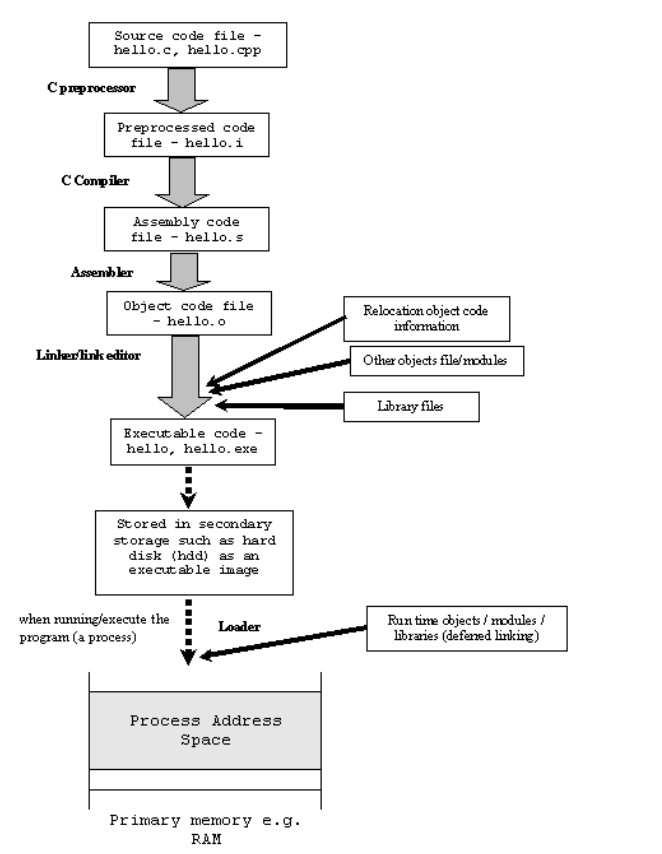 Source code file -
hello.c, hello.cpp
C preprocessor
Preprocessed code
file - hello.i
C Compiler
Assembly code
file - hello.s
Assembler
Object code file
- hello.o
Relocation object code
information
Linker/link editor
Other objects file/modules
Library files
Executable code -
hello, hello.exe
Stored in secondary
storage such as hard
disk (hdd) as an
executable image
when running/execute the
program (a process)
Loader
Run time objects / modules /
libraries (deferred linking)
Process Address
Space
Primary memory e.g.
RAM